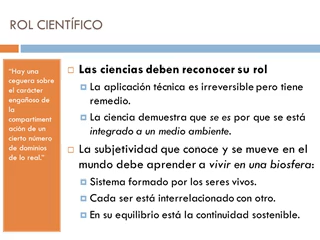 ROL CIENTÍFICO
"Hay una
ceguera sobre
el carácter
engañoso de
la
compartiment
ación de un
cierto número
de dominios
de lo real."
Las ciencias deben reconocer su rol
La aplicación técnica es irreversible pero tiene
remedio.
La ciencia demuestra que se es por que se está
integrado a un medio ambiente.
La subjetividad que conoce y se mueve en el
mundo debe aprender a vivir en una biosfera:
Sistema formado por los seres vivos.
Cada ser está interrelacionado con otro.
En su equilibrio está la continuidad sostenible.